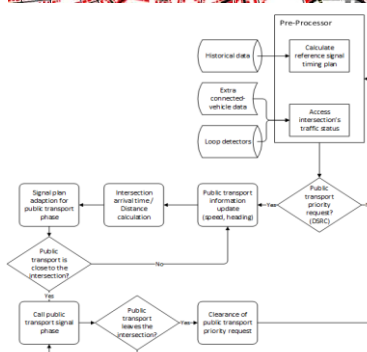 Pre-Processor
Historical data
Calculate
reference signal
timing plan
Extra
connected-
vehicle data
Access
intersection's
traffic status
Loop detectors
Signal plan
adaption for
public transport
phase
Intersection
arrival time/
Distance
calculation
Public transport
information
update
(speed, heading)
Yes
Public
transport
priority
request?
(DSRC)
Public
transport is
close to the
intersection?
No
Yes
Call public
transport signal
phase
Public
transport
leaves the
intersection?
Yes
Clearance of
public transport
priority request